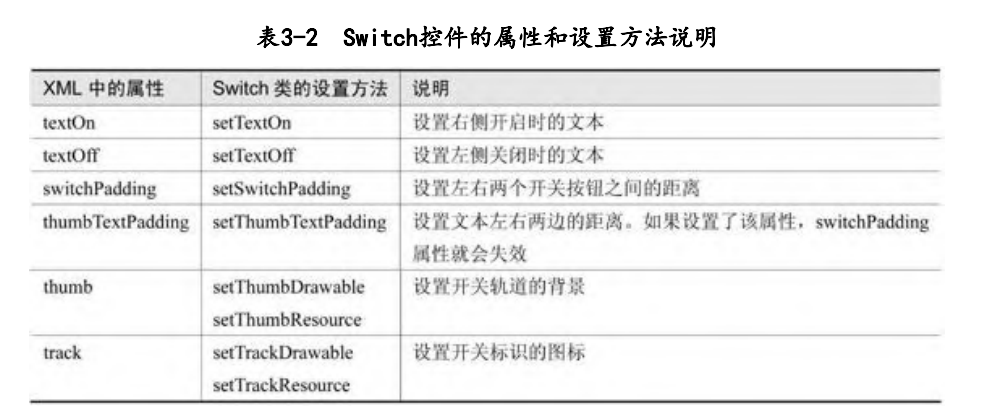 表3-2 Switch控件的属性和设置方法说明
XML 中的属性 Switch 类的设置方法 说明
textOn setTextOn 设置右侧开启时的文本
textOff setTextOff 设置左侧关闭时的文本
switchPadding setSwitchPadding 设置左右两个开关按钮之间的距离
thumbTextPadding setThumbTextPadding 设置文本左右两边的距离。如果设置了该属性，switchPadding
属性就会失效
thumb setThumbDrawable 设置开关轨道的背景
setThumbResource
track setTrackDrawable 设置开关标识的图标
setTrackResource